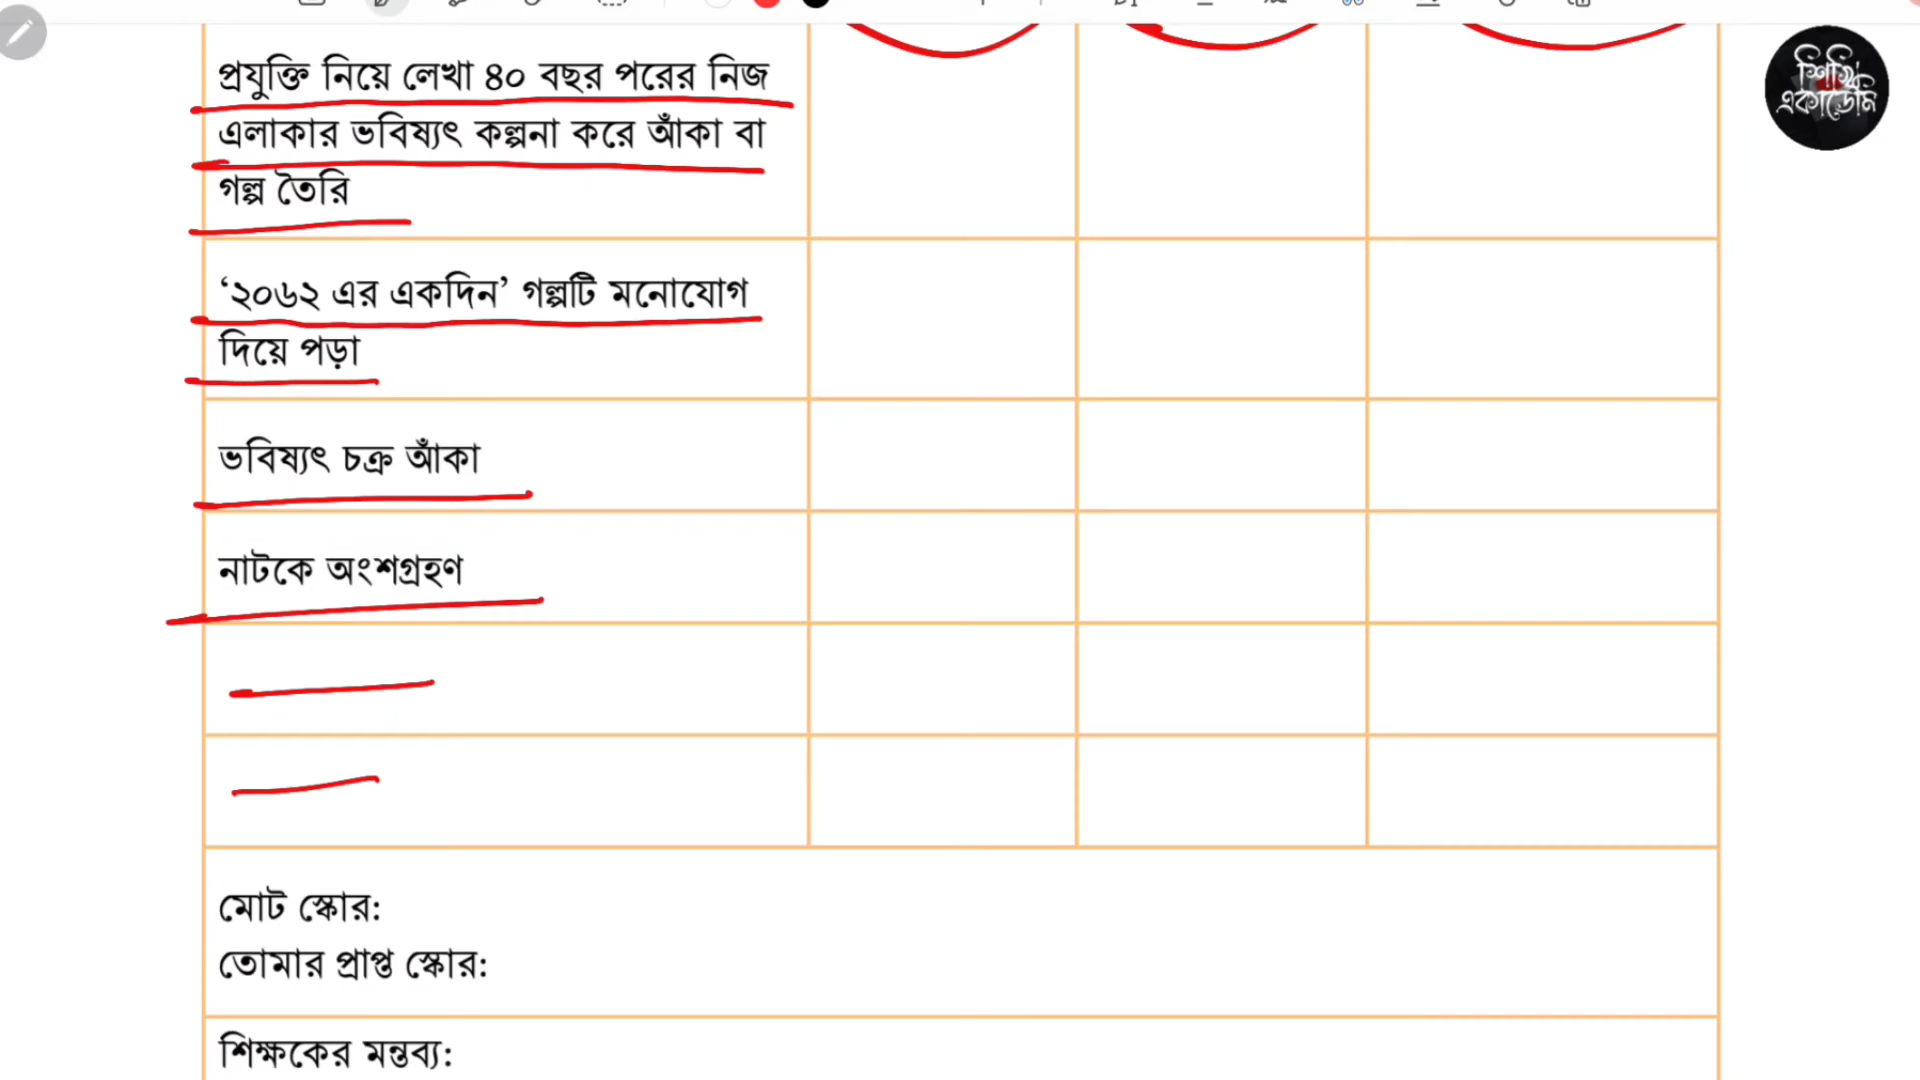 প্রযুক্তি নিয়ে লেখা ৪০ বছর পরের নিজ
এলাকার ভবিষ্যৎ কল্পনা করে আঁকা বা
গল্প তৈরি
‘২০৬২ এর একদিন’ গল্পটি মনোযোগ
দিয়ে পড়া
ভবিষ্যৎ চক্র আঁকা
নাটকে অংশগ্রহণ
মোট স্কোর:
তোমার প্রাপ্ত স্কোর:
শিক্ষকের মন্তব্য:
একাডেমি